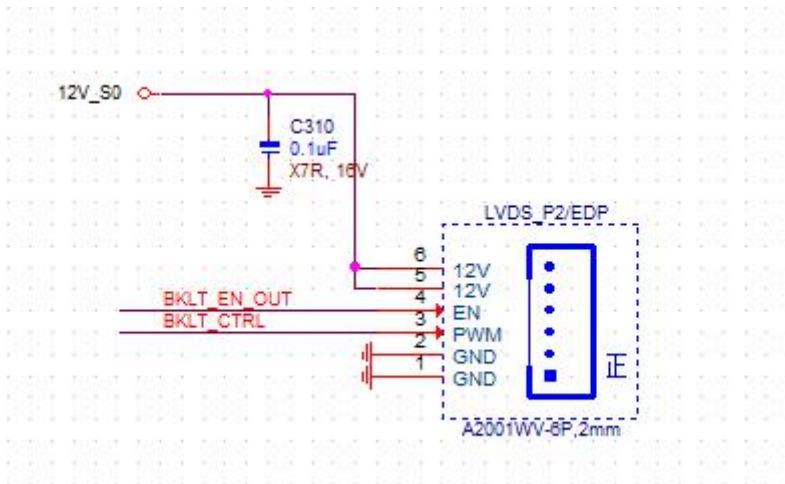 12V_S0
C310
0.1uF
X7R, 16V
LVDS_P2/EDP
6
12V
5
12V
BKLT_EN_OUT
4
EN
BKLT_CTRL
3
PWM
2
GND
1
GND
正
A2001WV-6P,2mm